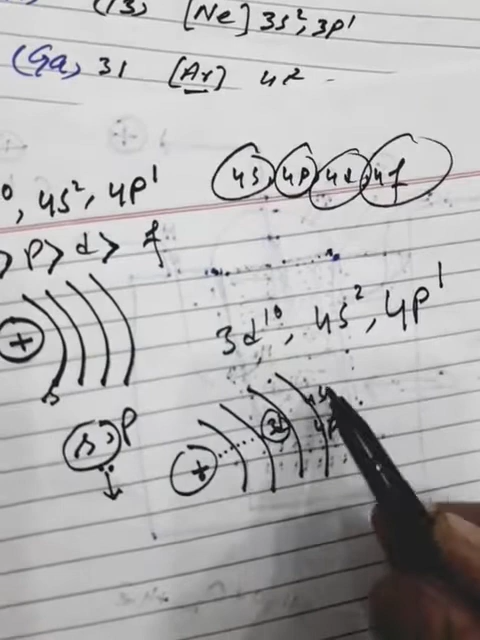 (13) [Ne] 3s², 3p¹
(Ga) 31 [Ar] 4s²
4s, 4p, 4d, 4f
⁰, 4s², 4p¹
> p > d > f
3d¹⁰, 4s², 4p¹
+
s
s > p
3d
4s
4p
+